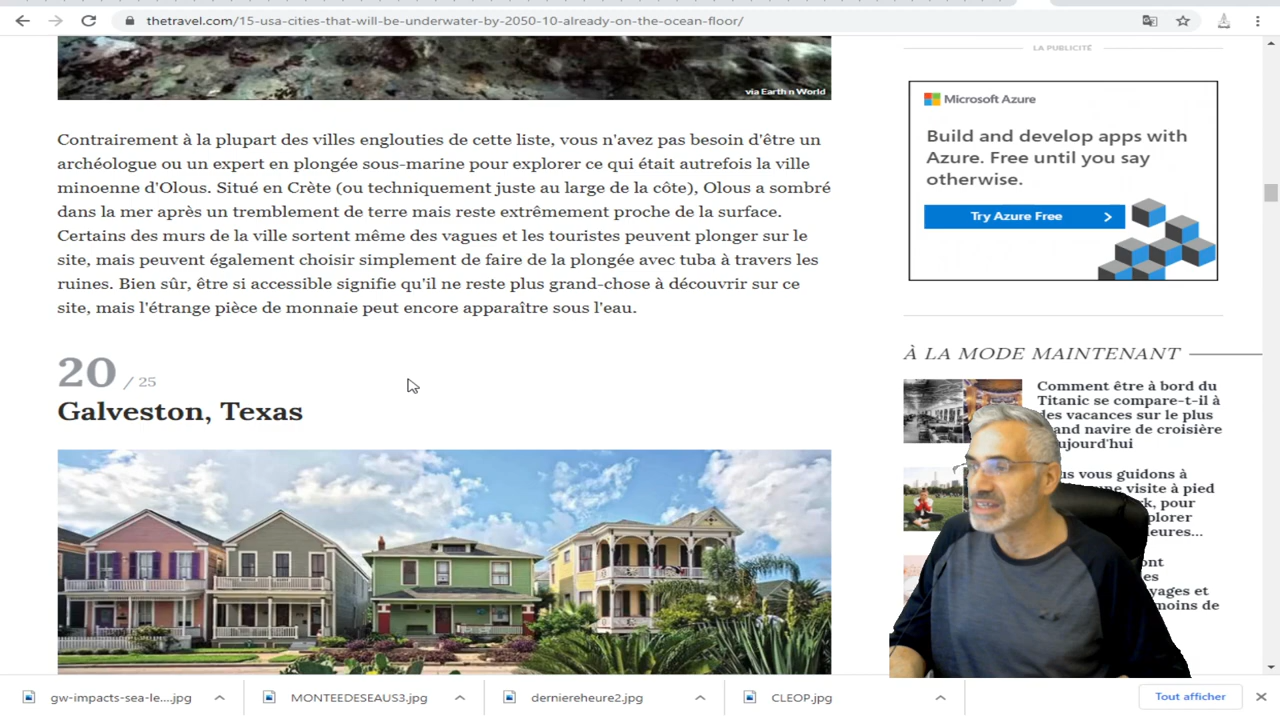 thetravel.com/15-usa-cities-that-will-be-underwater-by-2050-10-already-on-the-ocean-floor/
via Earth n World
Contrairement à la plupart des villes englouties de cette liste, vous n'avez pas besoin d'être un
archéologue ou un expert en plongée sous-marine pour explorer ce qui était autrefois la ville
minoenne d'Olous. Situé en Crète (ou techniquement juste au large de la côte), Olous a sombré
dans la mer après un tremblement de terre mais reste extrêmement proche de la surface.
Certains des murs de la ville sortent même des vagues et les touristes peuvent plonger sur le
site, mais peuvent également choisir simplement de faire de la plongée avec tuba à travers les
ruines. Bien sûr, être si accessible signifie qu'il ne reste plus grand-chose à découvrir sur ce
site, mais l'étrange pièce de monnaie peut encore apparaître sous l'eau.
20 / 25
Galveston, Texas
LA PUBLICITÉ
Microsoft Azure
Build and develop apps with
Azure. Free until you say
otherwise.
Try Azure Free
À LA MODE MAINTENANT
Comment être à bord du
Titanic se compare-t-il à
des vacances sur le plus
navire de croisière
vous guidons à
visite à pied
pour
et
moins de
gw-impacts-sea-le....jpg
MONTEEDESEAUS3.jpg
derniereheure2.jpg
CLEOP.jpg
Tout afficher